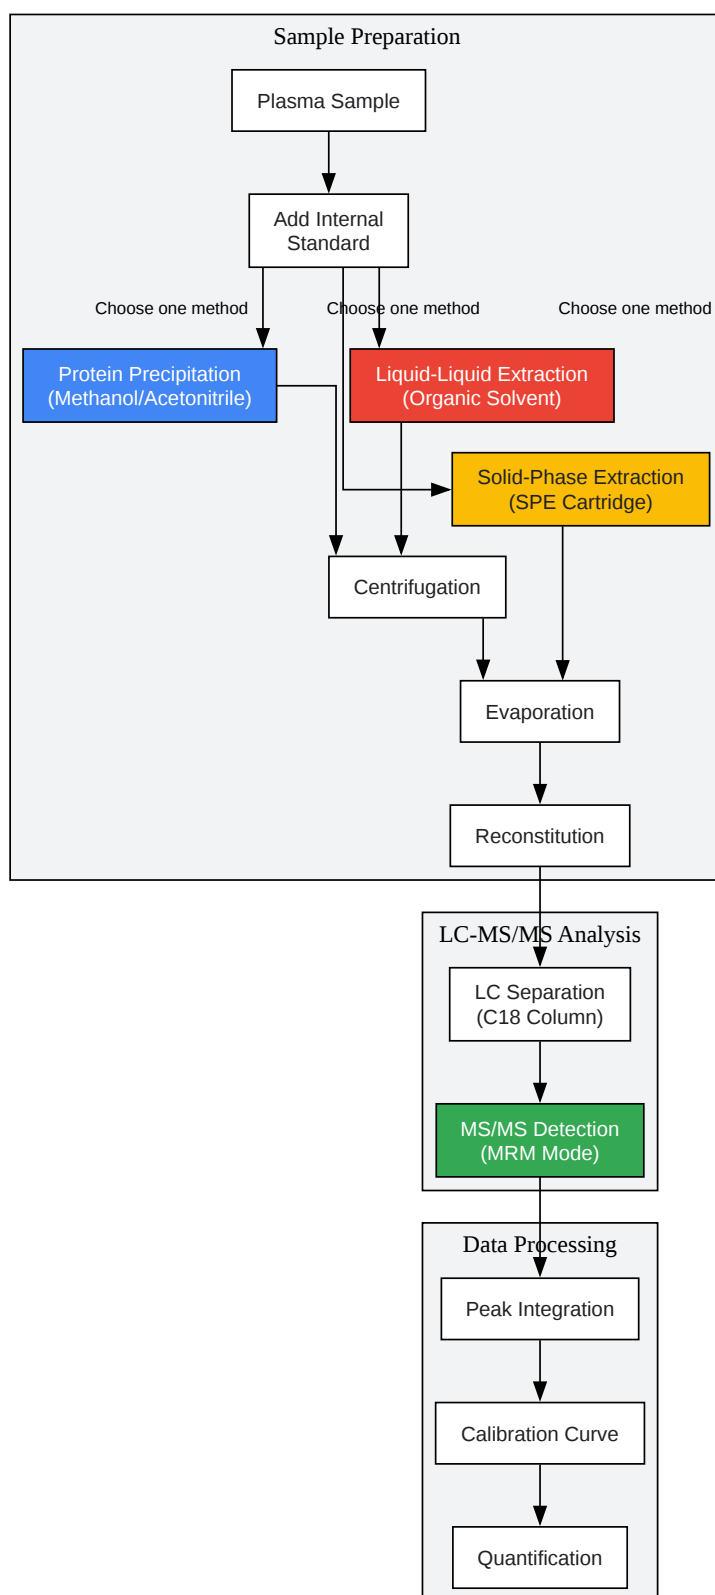 Sample Preparation
Plasma Sample
Add Internal
Standard
Choose one method
Choose one method
Choose one method
Protein Precipitation
(Methanol/Acetonitrile)
Liquid-Liquid Extraction
(Organic Solvent)
Solid-Phase Extraction
(SPE Cartridge)
Centrifugation
Evaporation
Reconstitution
LC-MS/MS Analysis
LC Separation
(C18 Column)
MS/MS Detection
(MRM Mode)
Data Processing
Peak Integration
Calibration Curve
Quantification